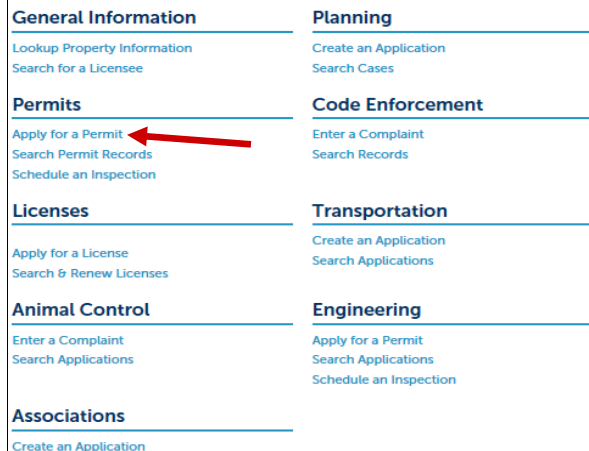 General Information
Lookup Property Information
Search for a Licensee
Planning
Create an Application
Search Cases
Permits
Apply for a Permit
Search Permit Records
Schedule an Inspection
Code Enforcement
Enter a Complaint
Search Records
Licenses
Apply for a License
Search & Renew Licenses
Transportation
Create an Application
Search Applications
Animal Control
Enter a Complaint
Search Applications
Engineering
Apply for a Permit
Search Applications
Schedule an Inspection
Associations
Create an Application